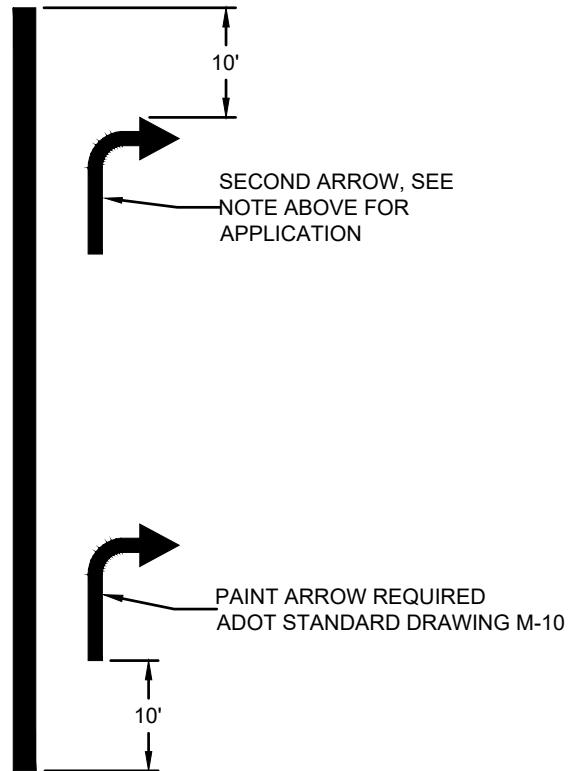 10'
SECOND ARROW, SEE
NOTE ABOVE FOR
APPLICATION
PAINT ARROW REQUIRED
ADOT STANDARD DRAWING M-10
10'